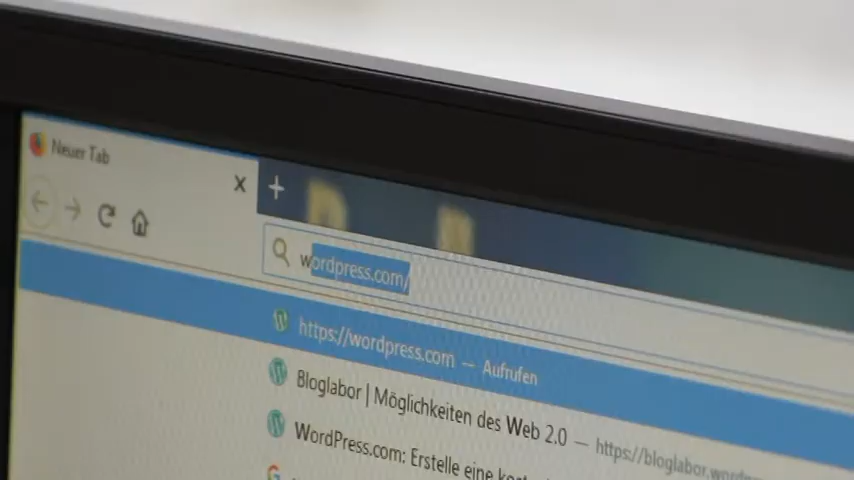 Neuer Tab
wordpress.com/
https://wordpress.com — Aufrufen
Bloglabor | Möglichkeiten des Web 2.0 — https://bloglabor.wordpre
WordPress.com: Erstelle eine